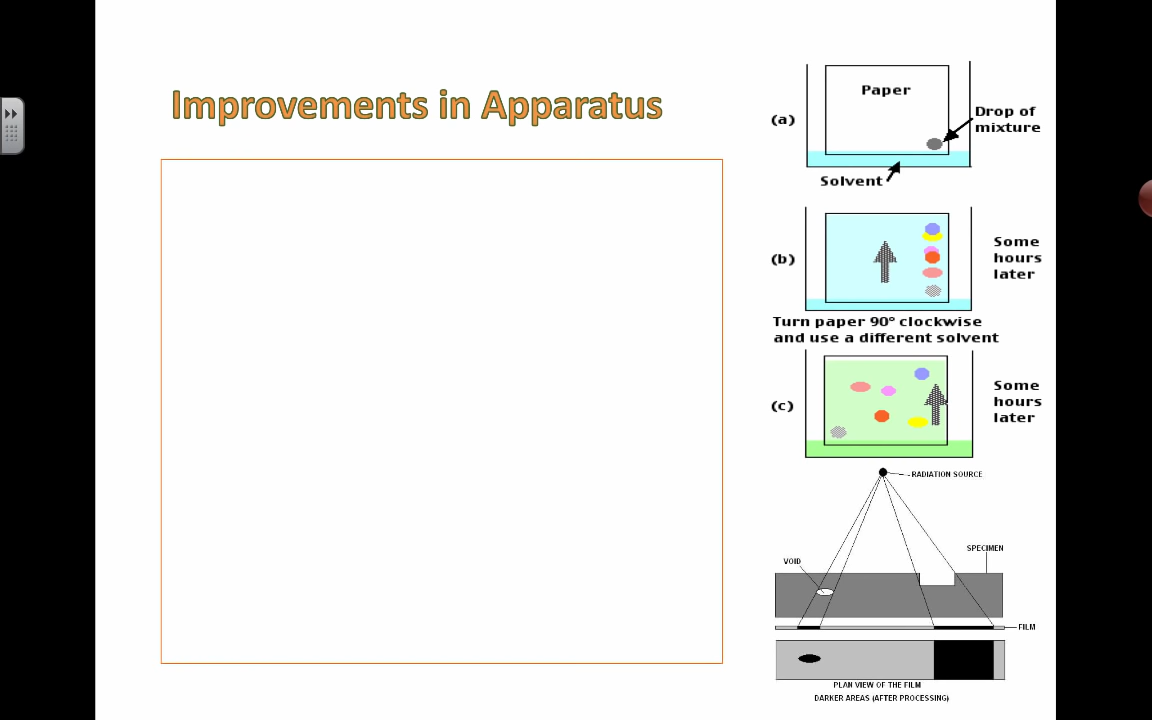 Improvements in Apparatus
Paper
(a)
Drop of
mixture
Solvent
(b)
Some
hours
later
Turn paper 90° clockwise
and use a different solvent
(c)
Some
hours
later
RADIATION SOURCE
SPECIMEN
VOID
FILM
PLAN VIEW OF THE FILM
DARKER AREAS (AFTER PROCESSING)